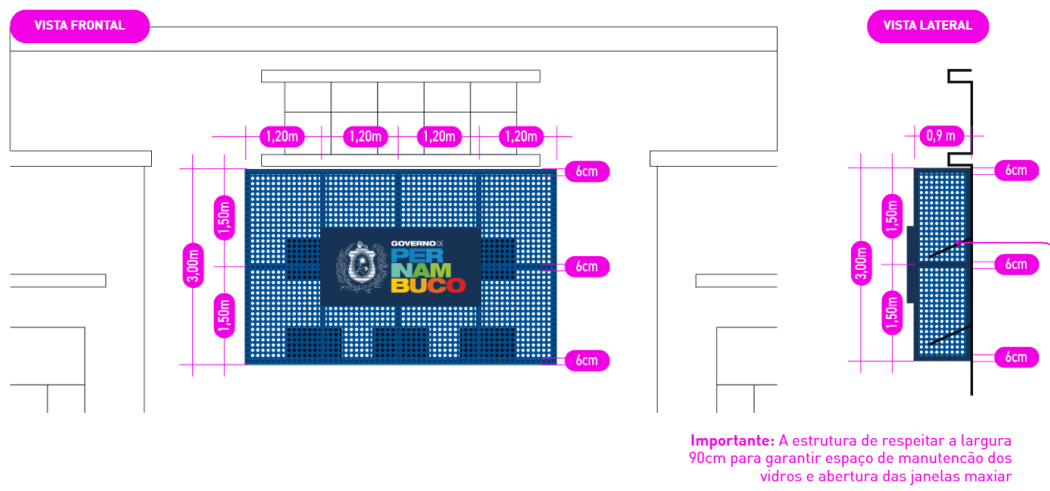 VISTA FRONTAL
VISTA LATERAL
1,20m
1,20m
1,20m
1,20m
0,9 m
6cm
6cm
1,50m
1,50m
3,00m
GOVERNO DE
PER
NAM
BUCO
6cm
3,00m
6cm
1,50m
1,50m
6cm
6cm
Importante: A estrutura de respeitar a largura
90cm para garantir espaço de manutencão dos
vidros e abertura das janelas maxiar